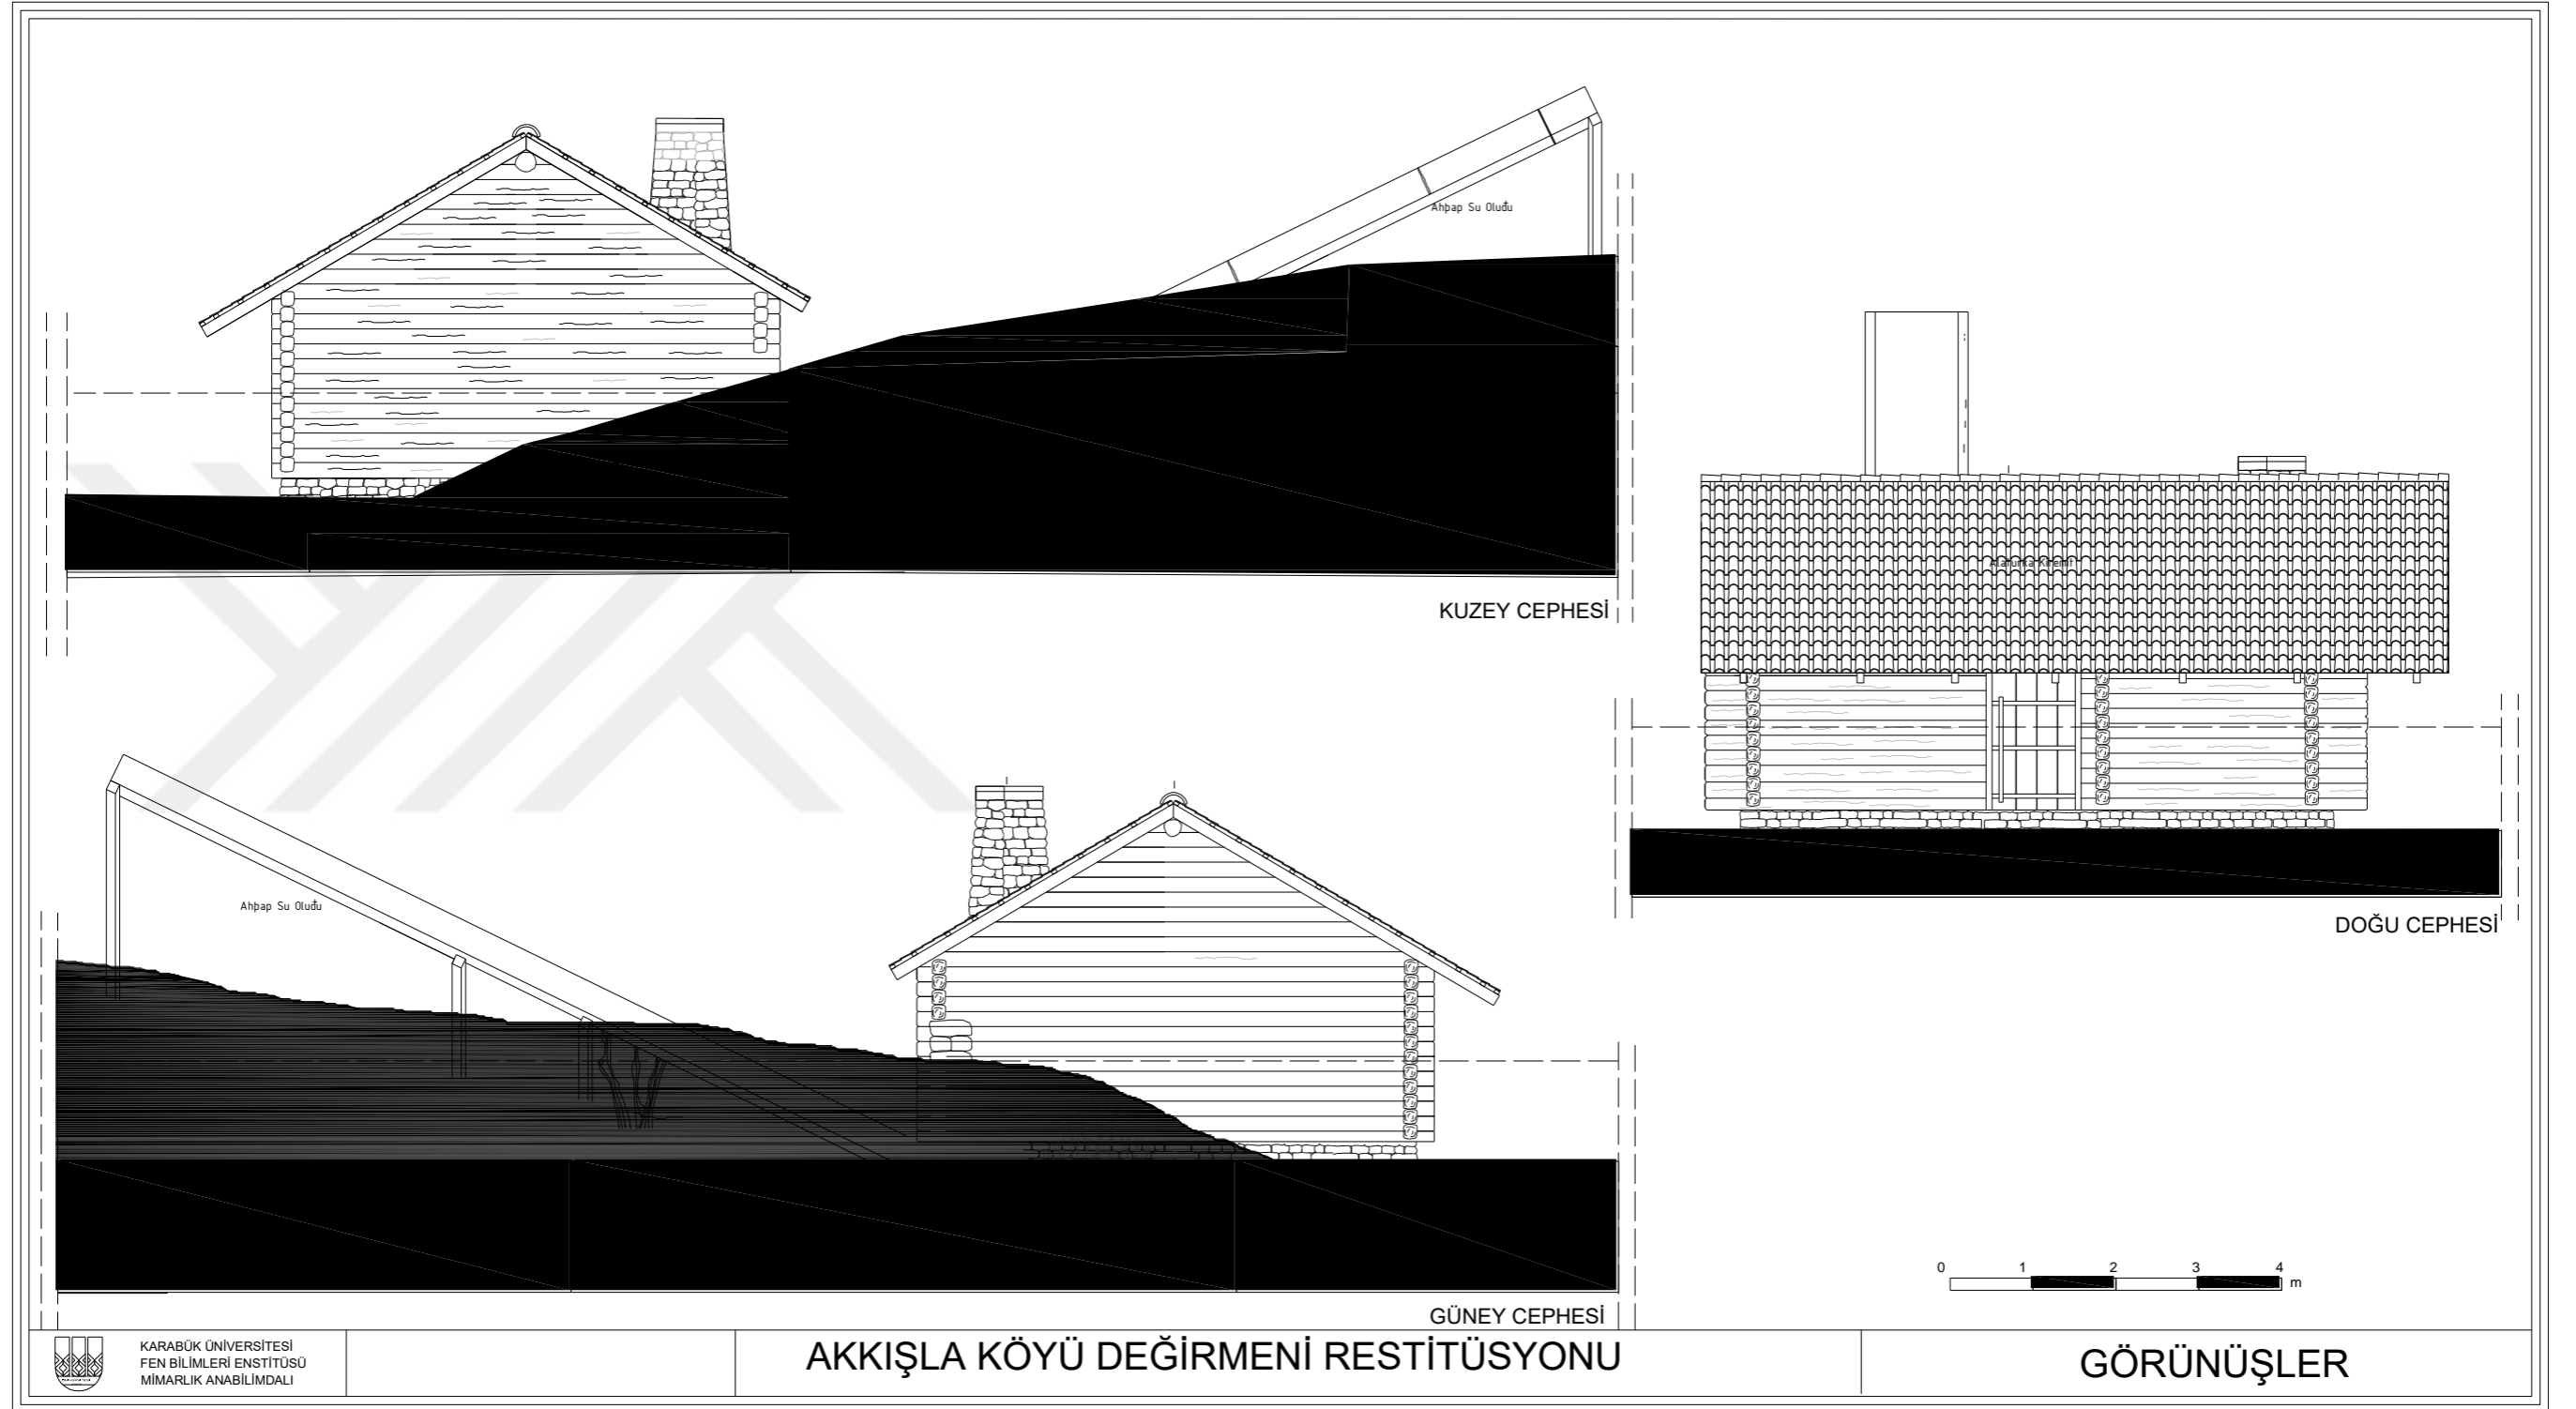 Ahþap Su Oluðu
KUZEY CEPHESİ
Alaturka Kiremit
DOĞU CEPHESİ
Ahþap Su Oluðu
GÜNEY CEPHESİ
0 1 2 3 4 m
KARABÜK ÜNİVERSİTESİ
FEN BİLİMLERİ ENSTİTÜSÜ
MİMARLIK ANABİLİMDALI
AKKIŞLA KÖYÜ DEĞİRMENİ RESTİTÜSYONU
GÖRÜNÜŞLER